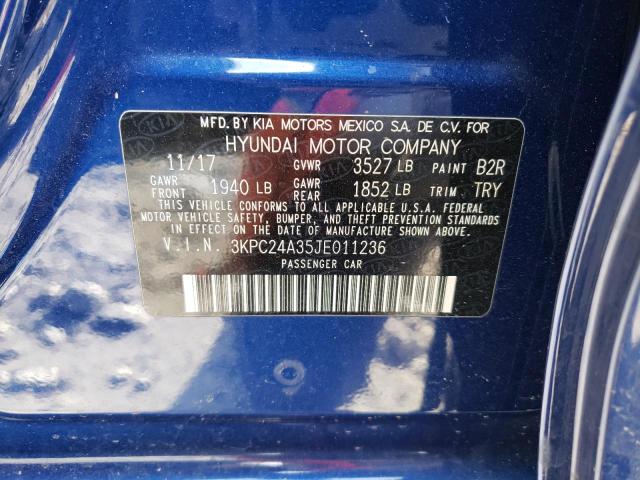 MFD. BY KIA MOTORS MEXICO S.A. DE C.V. FOR
HYUNDAI MOTOR COMPANY
11/17 GVWR 3527 LB PAINT B2R
GAWR FRONT 1940 LB GAWR REAR 1852 LB TRIM TRY
THIS VEHICLE CONFORMS TO ALL APPLICABLE U.S.A. FEDERAL
MOTOR VEHICLE SAFETY, BUMPER, AND THEFT PREVENTION STANDARDS
IN EFFECT ON THE DATE OF MANUFACTURE SHOWN ABOVE.
V.I.N. 3KPC24A35JE011236
PASSENGER CAR